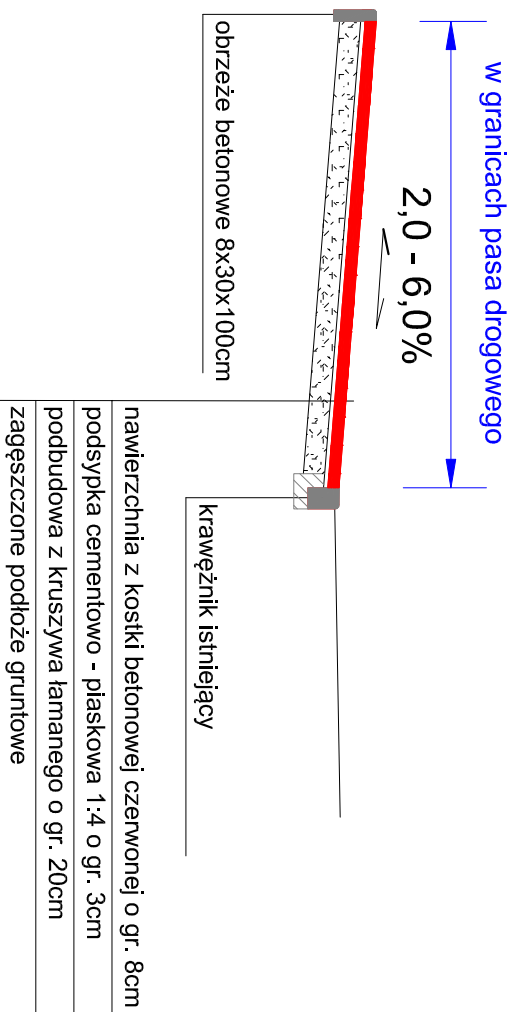 w granicach pasa drogowego
2,0 - 6,0%
obrzeże betonowe 8x30x100cm
krawężnik istniejący
nawierzchnia z kostki betonowej czerwonej o gr. 8cm
podsypka cementowo - piaskowa 1:4 o gr. 3cm
podbudowa z kruszywa łamanego o gr. 20cm
zagęszczone podłoże gruntowe